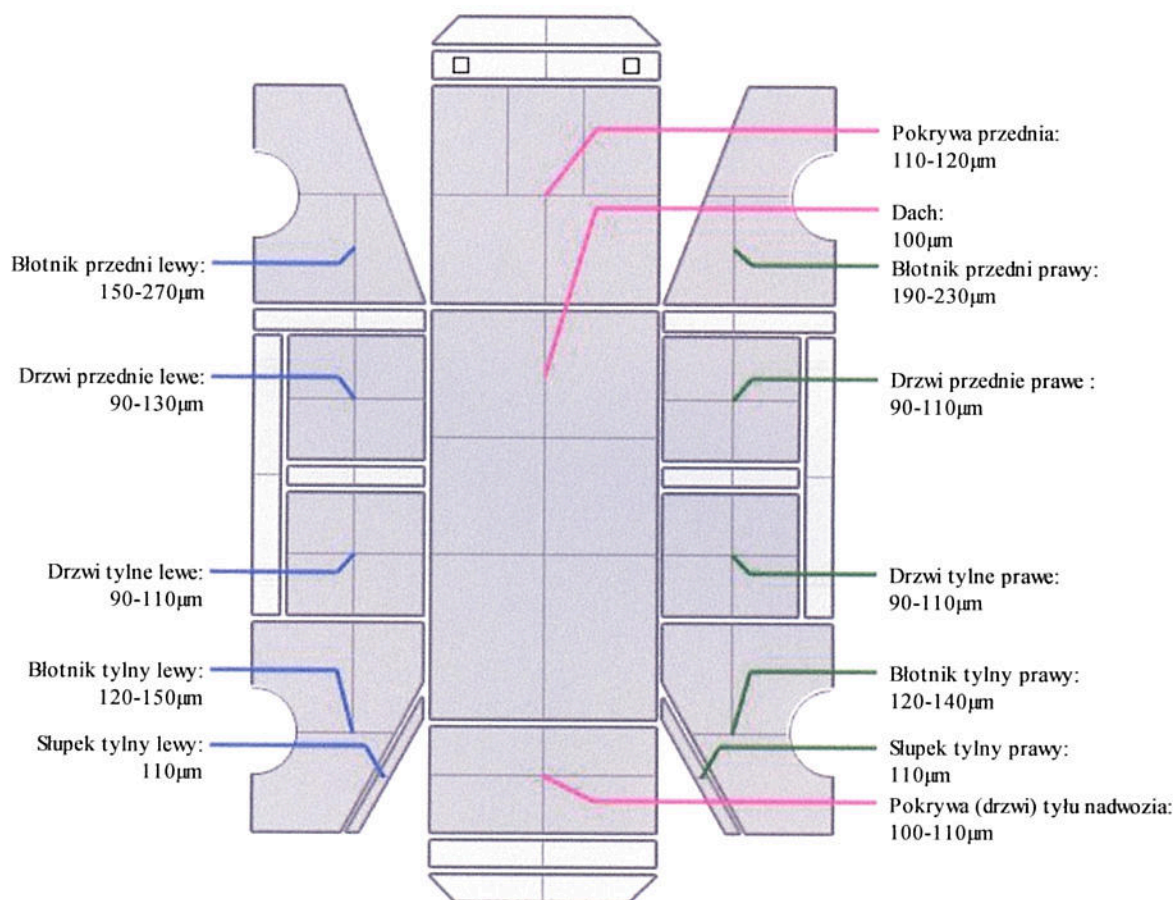 Pokrywa przednia:
110-120μm
Dach:
100μm
Błotnik przedni lewy:
150-270μm
Błotnik przedni prawy:
190-230μm
Drzwi przednie lewe:
90-130μm
Drzwi przednie prawe :
90-110μm
Drzwi tylne lewe:
90-110μm
Drzwi tylne prawe:
90-110μm
Błotnik tylny lewy:
120-150μm
Błotnik tylny prawy:
120-140μm
Słupek tylny lewy:
110μm
Słupek tylny prawy:
110μm
Pokrywa (drzwi) tyłu nadwozia:
100-110μm